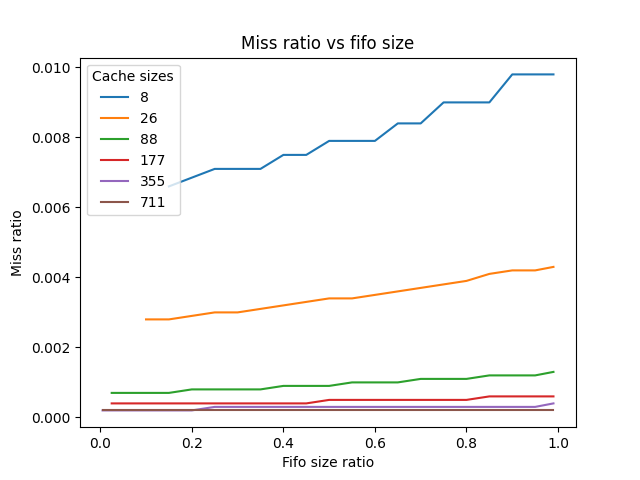 Miss ratio vs fifo size
Cache sizes
8
26
88
177
355
711
Miss ratio
0.010
0.008
0.006
0.004
0.002
0.000
0.0 0.2 0.4 0.6 0.8 1.0
Fifo size ratio